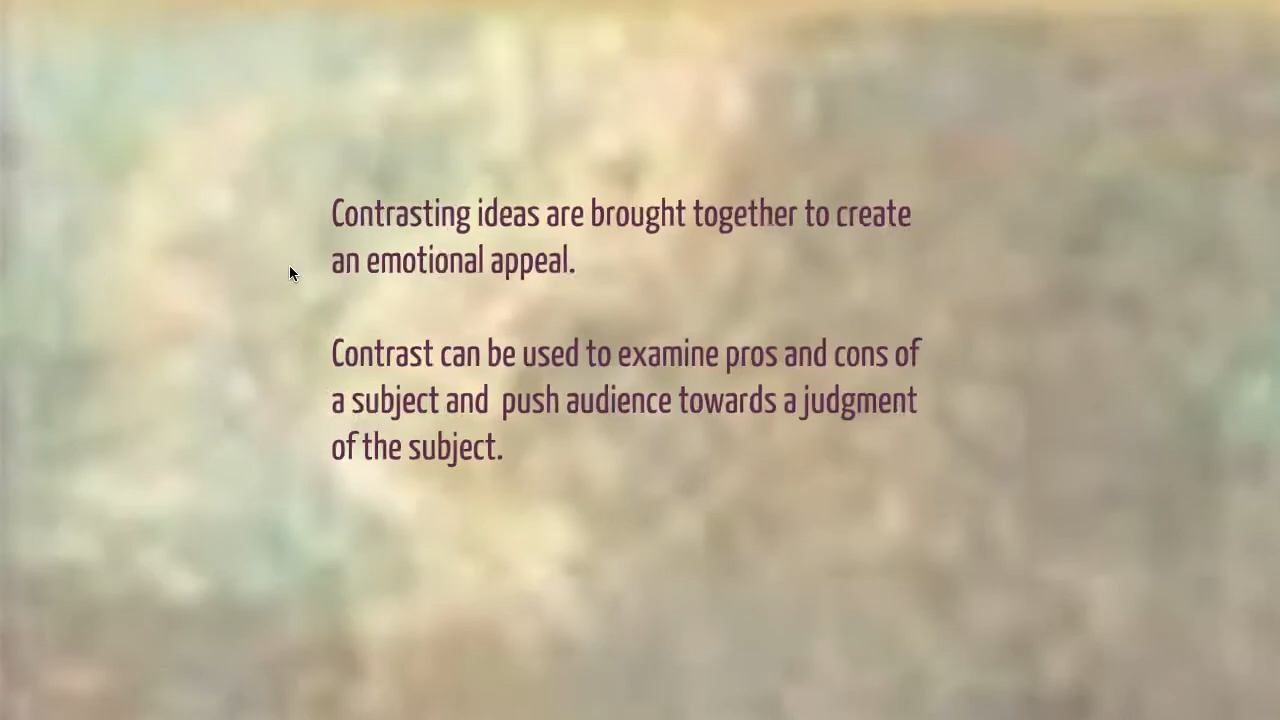 Contrasting ideas are brought together to create
an emotional appeal.
Contrast can be used to examine pros and cons of
a subject and  push audience towards a judgment
of the subject.